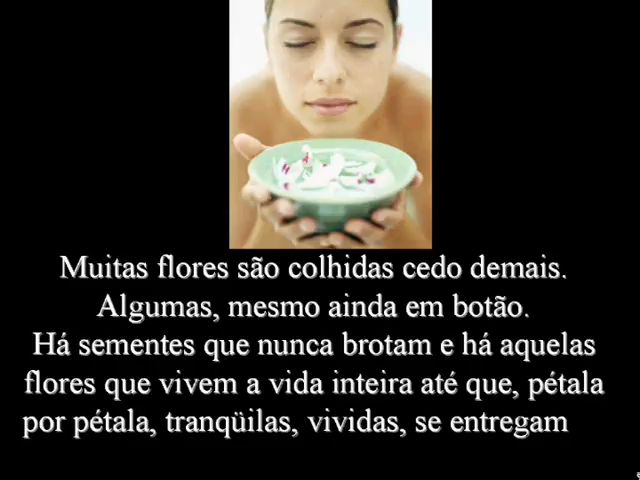 Muitas flores são colhidas cedo demais.
Algumas, mesmo ainda em botão.
Há sementes que nunca brotam e há aquelas
flores que vivem a vida inteira até que, pétala
por pétala, tranqüilas, vividas, se entregam